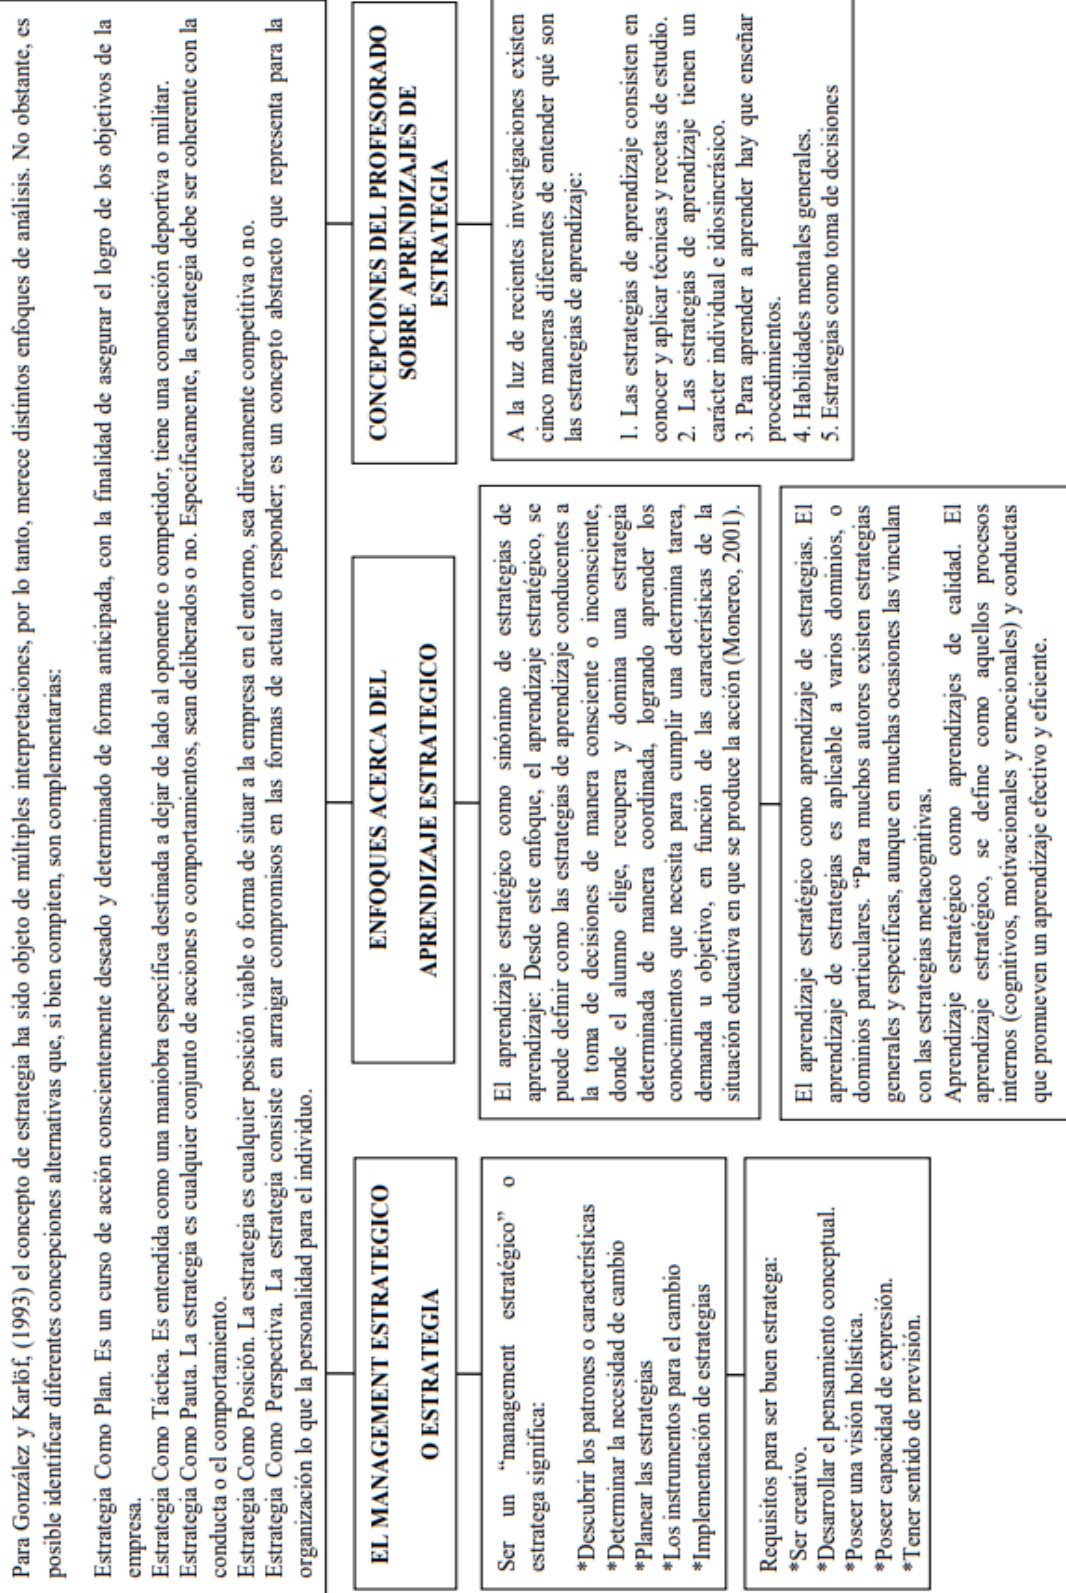 Para González y Karlöf, (1993) el concepto de estrategia ha sido objeto de múltiples interpretaciones, por lo tanto, merece distintos enfoques de análisis. No obstante, es
posible identificar diferentes concepciones alternativas que, si bien compiten, son complementarias:
Estrategia Como Plan. Es un curso de acción conscientemente deseado y determinado de forma anticipada, con la finalidad de asegurar el logro de los objetivos de la
empresa.
Estrategia Como Táctica. Es entendida como una maniobra específica destinada a dejar de lado al oponente o competidor, tiene una connotación deportiva o militar.
Estrategia Como Pauta. La estrategia es cualquier conjunto de acciones o comportamientos, sean deliberados o no. Específicamente, la estrategia debe ser coherente con la
conducta o el comportamiento.
Estrategia Como Posición. La estrategia es cualquier posición viable o forma de situar a la empresa en el entorno, sea directamente competitiva o no.
Estrategia Como Perspectiva. La estrategia consiste en arraigar compromisos en las formas de actuar o responder; es un concepto abstracto que representa para la
organización lo que la personalidad para el individuo.
EL MANAGEMENT ESTRATEGICO
O ESTRATEGIA
Ser un “management estratégico” o
estratega significa:
*Descubrir los patrones o características
*Determinar la necesidad de cambio
*Planear las estrategias
*Los instrumentos para el cambio
*Implementación de estrategias
Requisitos para ser buen estratega:
*Ser creativo.
*Desarrollar el pensamiento conceptual.
*Poseer una visión holística.
*Poseer capacidad de expresión.
*Tener sentido de previsión.
ENFOQUES ACERCA DEL
APRENDIZAJE ESTRATEGICO
El aprendizaje estratégico como sinónimo de estrategias de
aprendizaje: Desde este enfoque, el aprendizaje estratégico, se
puede definir como las estrategias de aprendizaje conducentes a
la toma de decisiones de manera consciente o inconsciente,
donde el alumno elige, recupera y domina una estrategia
determinada de manera coordinada, logrando aprender los
conocimientos que necesita para cumplir una determina tarea,
demanda u objetivo, en función de las características de la
situación educativa en que se produce la acción (Monereo, 2001).
El aprendizaje estratégico como aprendizaje de estrategias. El
aprendizaje de estrategias es aplicable a varios dominios, o
dominios particulares. “Para muchos autores existen estrategias
generales y específicas, aunque en muchas ocasiones las vinculan
con las estrategias metacognitivas.
Aprendizaje estratégico como aprendizajes de calidad. El
aprendizaje estratégico, se define como aquellos procesos
internos (cognitivos, motivacionales y emocionales) y conductas
que promueven un aprendizaje efectivo y eficiente.
CONCEPCIONES DEL PROFESORADO
SOBRE APRENDIZAJES DE
ESTRATEGIA
A la luz de recientes investigaciones existen
cinco maneras diferentes de entender qué son
las estrategias de aprendizaje:
1. Las estrategias de aprendizaje consisten en
conocer y aplicar técnicas y recetas de estudio.
2. Las estrategias de aprendizaje tienen un
carácter individual e idiosincrásico.
3. Para aprender a aprender hay que enseñar
procedimientos.
4. Habilidades mentales generales.
5. Estrategias como toma de decisiones